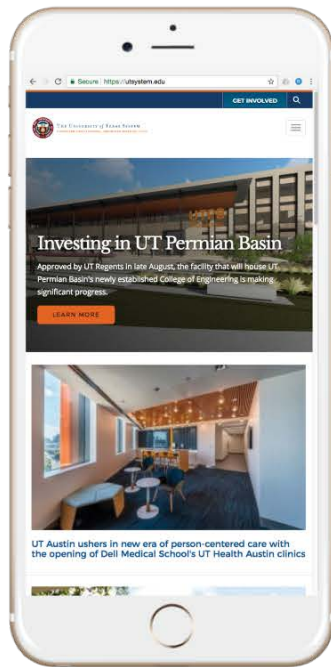 Secure https://utsystem.edu
GET INVOLVED
THE UNIVERSITY of TEXAS SYSTEM
Investing in UT Permian Basin
Approved by UT Regents in late August, the facility that will house UT
Permian Basin's newly established College of Engineering is making
significant progress.
LEARN MORE
UT Austin ushers in new era of person-centered care with
the opening of Dell Medical School's UT Health Austin clinics